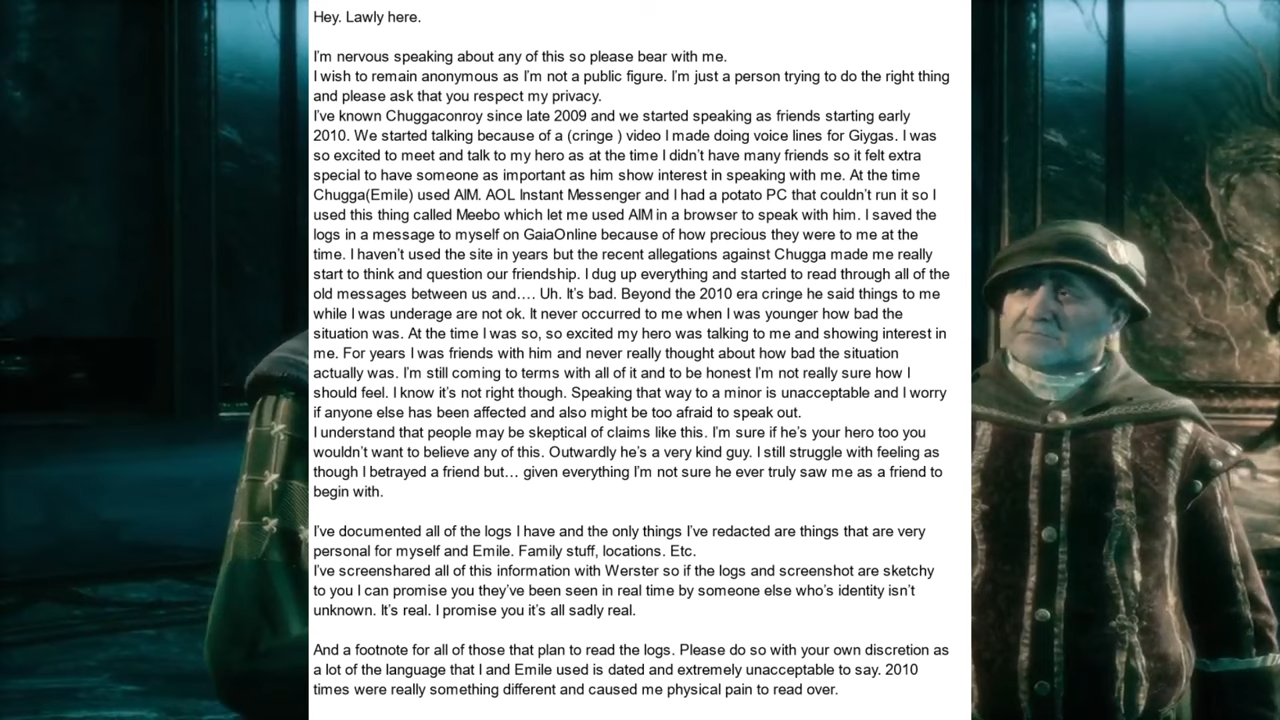 Hey. Lawly here.
I'm nervous speaking about any of this so please bear with me.
I wish to remain anonymous as I'm not a public figure. I'm just a person trying to do the right thing
and please ask that you respect my privacy.
I've known Chuggaconroy since late 2009 and we started speaking as friends starting early
2010. We started talking because of a (cringe ) video I made doing voice lines for Giygas. I was
so excited to meet and talk to my hero as at the time I didn't have many friends so it felt extra
special to have someone as important as him show interest in speaking with me. At the time
Chugga(Emile) used AIM. AOL Instant Messenger and I had a potato PC that couldn't run it so I
used this thing called Meebo which let me used AIM in a browser to speak with him. I saved the
logs in a message to myself on GaiaOnline because of how precious they were to me at the
time. I haven't used the site in years but the recent allegations against Chugga made me really
start to think and question our friendship. I dug up everything and started to read through all of the
old messages between us and…. Uh. It's bad. Beyond the 2010 era cringe he said things to me
while I was underage are not ok. It never occurred to me when I was younger how bad the
situation was. At the time I was so, so excited my hero was talking to me and showing interest in
me. For years I was friends with him and never really thought about how bad the situation
actually was. I'm still coming to terms with all of it and to be honest I'm not really sure how I
should feel. I know it's not right though. Speaking that way to a minor is unacceptable and I worry
if anyone else has been affected and also might be too afraid to speak out.
I understand that people may be skeptical of claims like this. I'm sure if he's your hero too you
wouldn't want to believe any of this. Outwardly he's a very kind guy. I still struggle with feeling as
though I betrayed a friend but… given everything I'm not sure he ever truly saw me as a friend to
begin with.
I've documented all of the logs I have and the only things I've redacted are things that are very
personal for myself and Emile. Family stuff, locations. Etc.
I've screenshared all of this information with Werster so if the logs and screenshot are sketchy
to you I can promise you they've been seen in real time by someone else who's identity isn't
unknown. It's real. I promise you it's all sadly real.
And a footnote for all of those that plan to read the logs. Please do so with your own discretion as
a lot of the language that I and Emile used is dated and extremely unacceptable to say. 2010
times were really something different and caused me physical pain to read over.